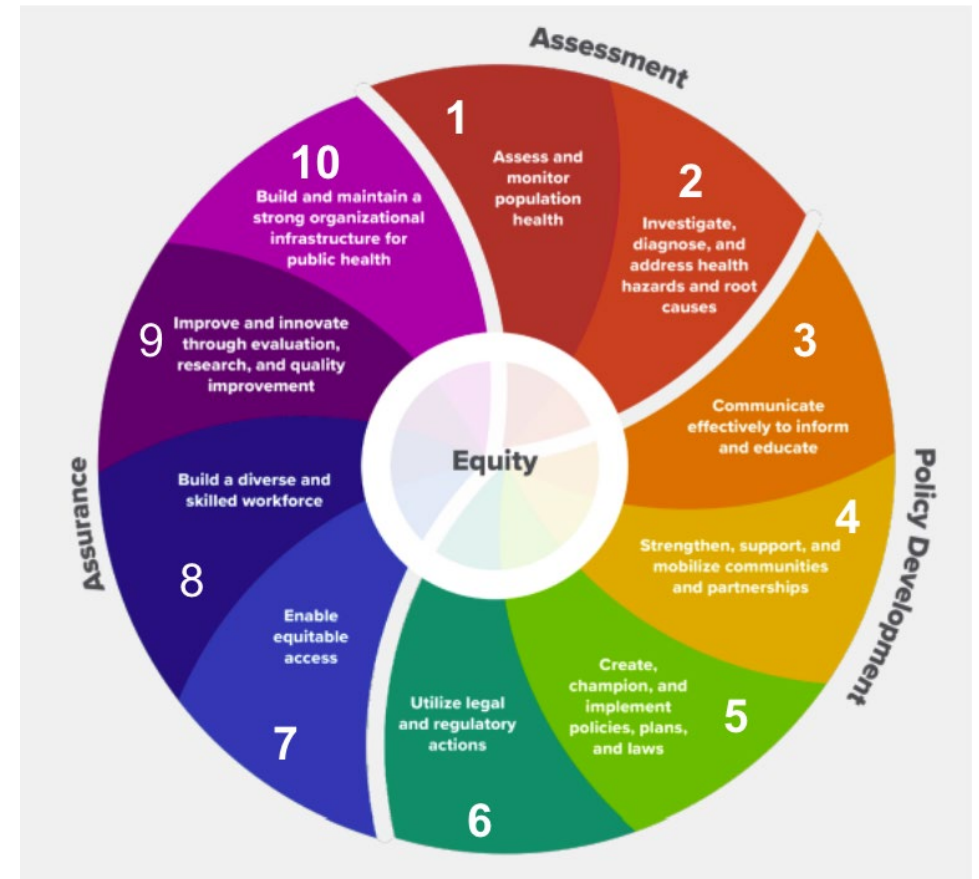 Assessment
1
Assess and
monitor
population
health
2
Investigate,
diagnose, and
address health
hazards and root
causes
3
Communicate
effectively to inform
and educate
Policy Development
4
Strengthen, support, and
mobilize communities
and partnerships
5
Create,
champion, and
implement
policies, plans,
and laws
6
Utilize legal
and regulatory
actions
7
Enable
equitable
access
Assurance
8
Build a diverse and
skilled workforce
9
Improve and innovate
through evaluation,
research, and quality
improvement
10
Build and maintain a
strong organizational
infrastructure for
public health
Equity